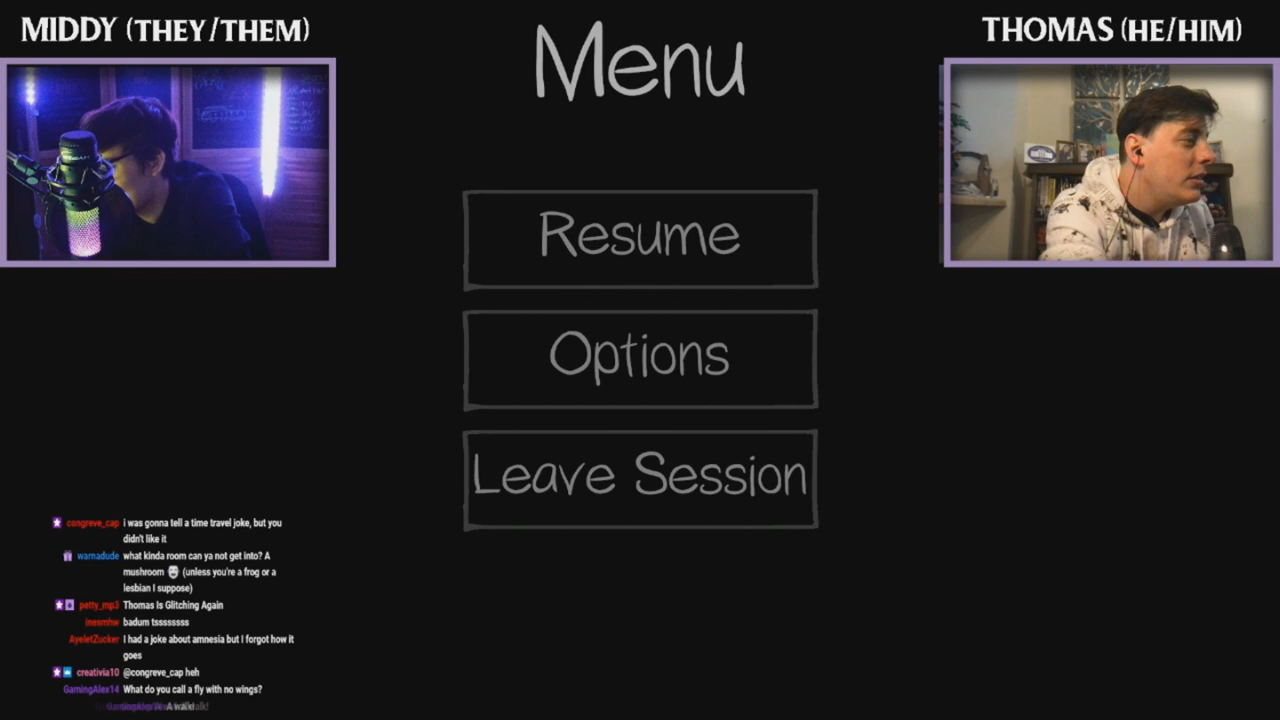 MIDDY (THEY/THEM)
Menu
THOMAS (HE/HIM)
Resume
Options
Leave Session
congreve_cap i was gonna tell a time travel joke, but you
didn't like it
warnadude what kinda room can ya not get into? A
mushroom (unless you're a frog or a
lesbian I suppose)
petty_mp3 Thomas Is Glitching Again
inesmhw badum tssssssss
AyeletZucker I had a joke about amnesia but I forgot how it
goes
creativia10 @congreve_cap heh
GamingAlex14 What do you call a fly with no wings?